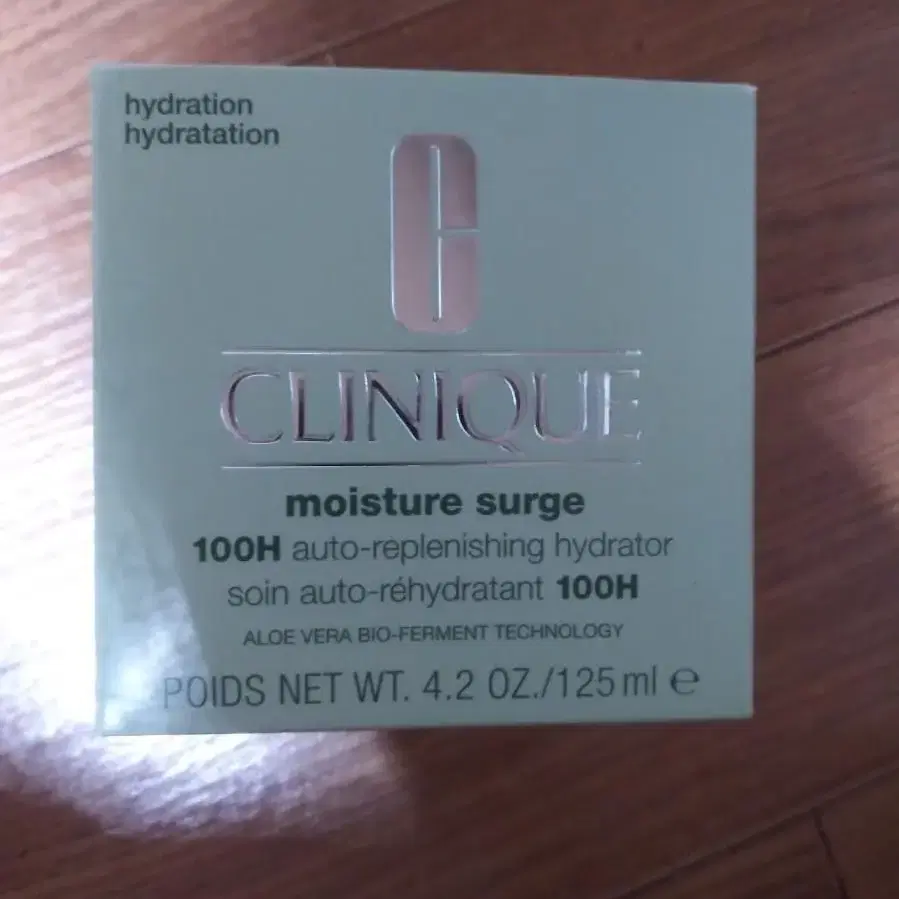 hydration
hydratation
C
CLINIQUE
moisture surge
100H auto-replenishing hydrator
soin auto-réhydratant 100H
ALOE VERA BIO-FERMENT TECHNOLOGY
POIDS NET WT. 4.2 OZ./125 ml ℮